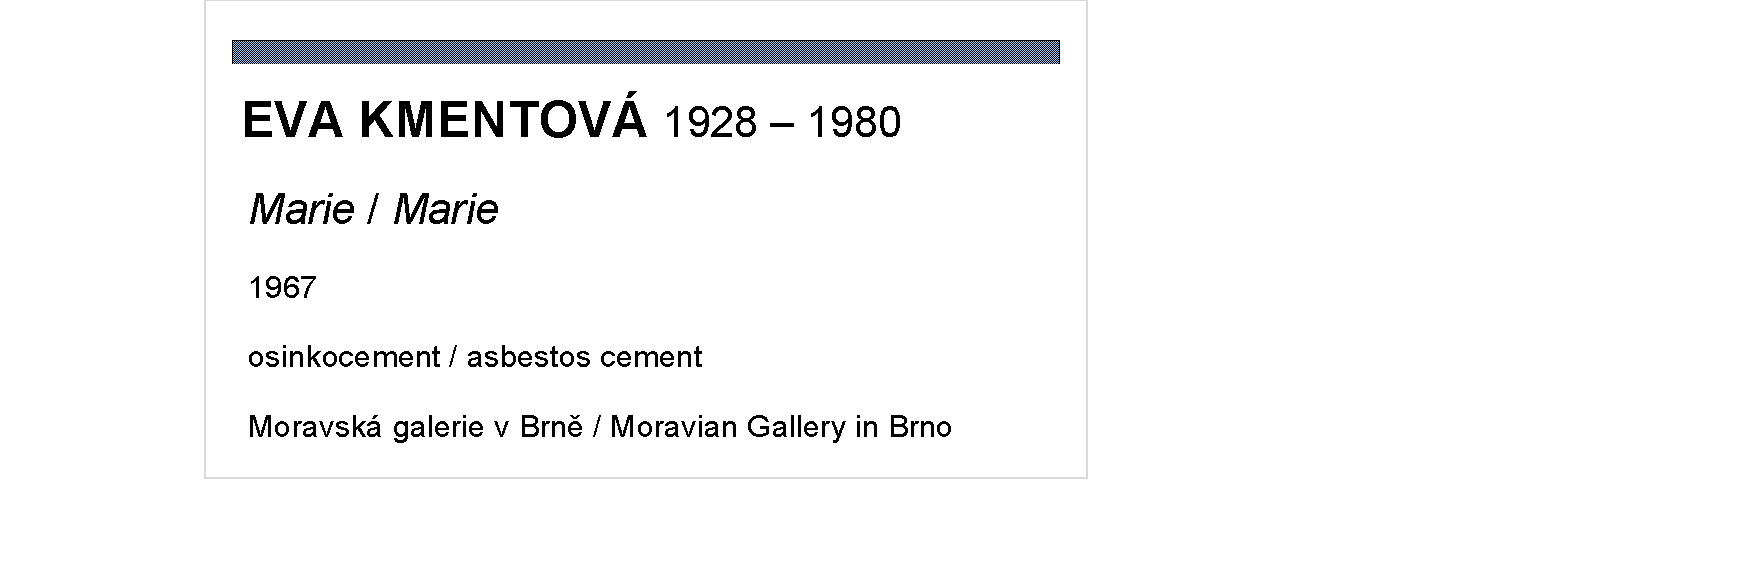 EVA KMENTOVÁ 1928 – 1980
Marie / Marie
1967
osinkocement / asbestos cement
Moravská galerie v Brně / Moravian Gallery in Brno